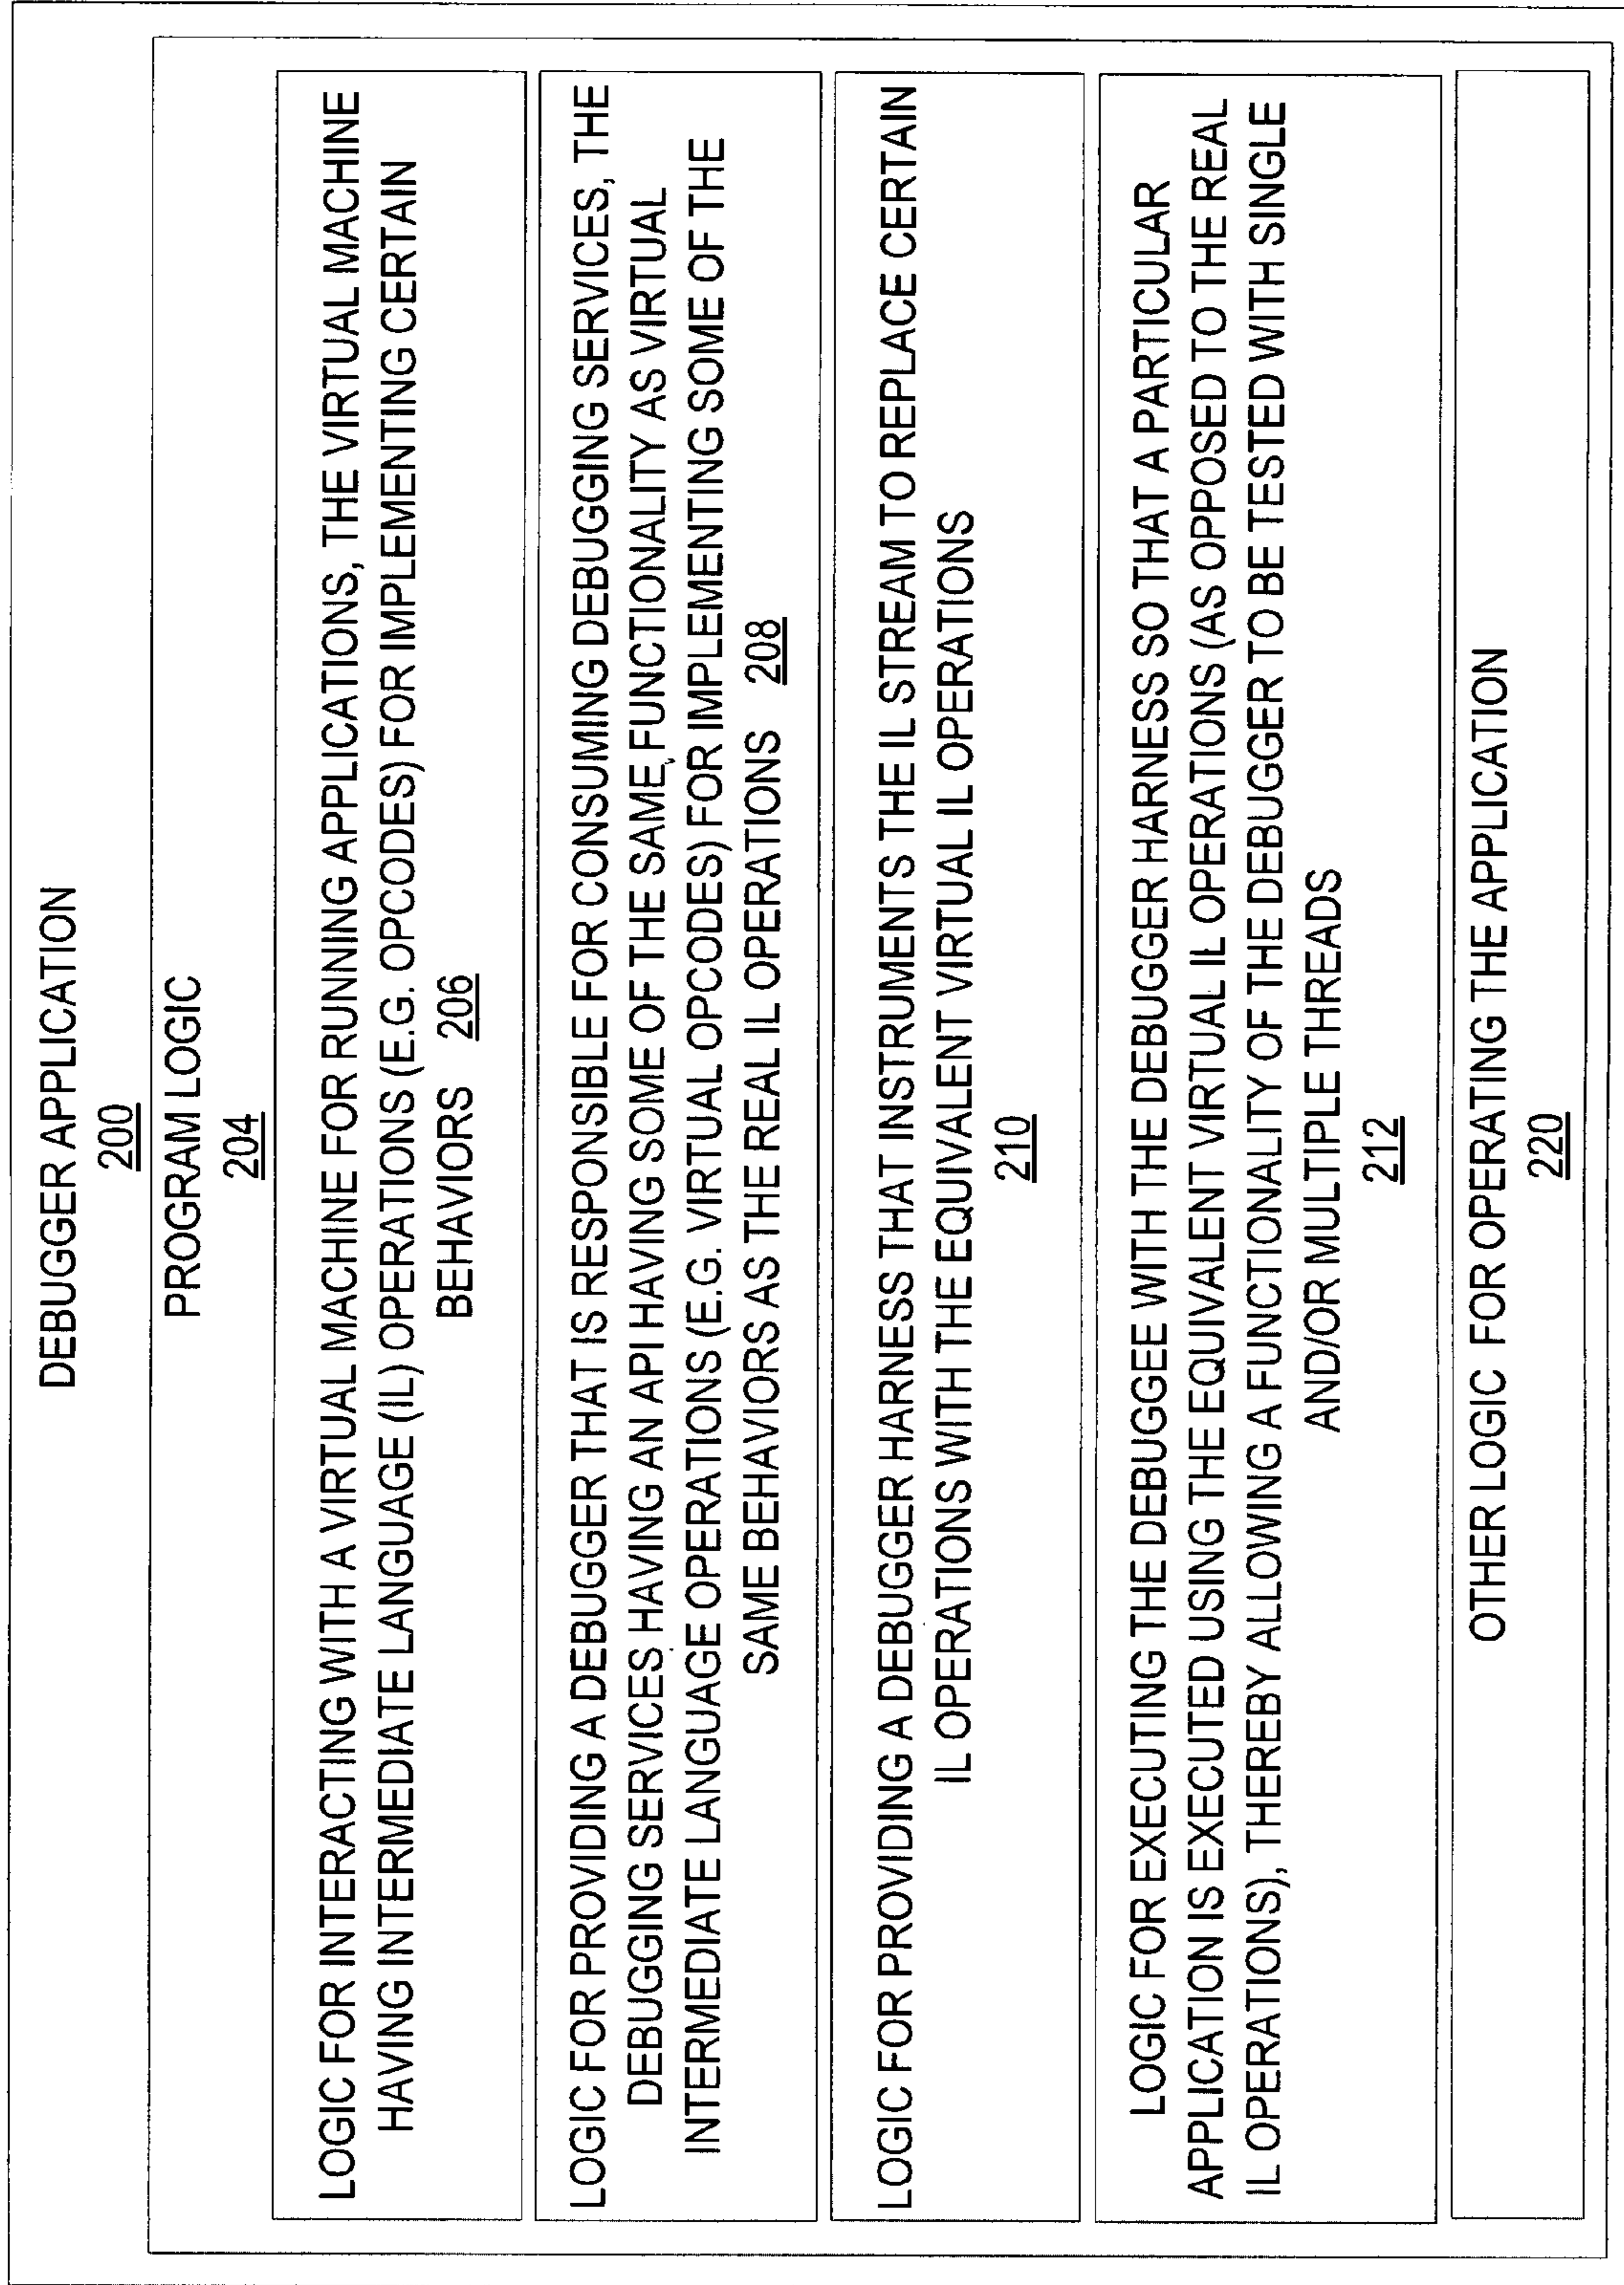 DEBUGGER APPLICATION
200
PROGRAM LOGIC
204
LOGIC FOR INTERACTING WITH A VIRTUAL MACHINE FOR RUNNING APPLICATIONS, THE VIRTUAL MACHINE
HAVING INTERMEDIATE LANGUAGE (IL) OPERATIONS (E.G. OPCODES) FOR IMPLEMENTING CERTAIN
BEHAVIORS 206
LOGIC FOR PROVIDING A DEBUGGER THAT IS RESPONSIBLE FOR CONSUMING DEBUGGING SERVICES, THE
DEBUGGING SERVICES HAVING AN API HAVING SOME OF THE SAME FUNCTIONALITY AS VIRTUAL
INTERMEDIATE LANGUAGE OPERATIONS (E.G. VIRTUAL OPCODES) FOR IMPLEMENTING SOME OF THE
SAME BEHAVIORS AS THE REAL IL OPERATIONS 208
LOGIC FOR PROVIDING A DEBUGGER HARNESS THAT INSTRUMENTS THE IL STREAM TO REPLACE CERTAIN
IL OPERATIONS WITH THE EQUIVALENT VIRTUAL IL OPERATIONS
210
LOGIC FOR EXECUTING THE DEBUGGEE WITH THE DEBUGGER HARNESS SO THAT A PARTICULAR
APPLICATION IS EXECUTED USING THE EQUIVALENT VIRTUAL IL OPERATIONS (AS OPPOSED TO THE REAL
IL OPERATIONS), THEREBY ALLOWING A FUNCTIONALITY OF THE DEBUGGER TO BE TESTED WITH SINGLE
AND/OR MULTIPLE THREADS
212
OTHER LOGIC FOR OPERATING THE APPLICATION
220